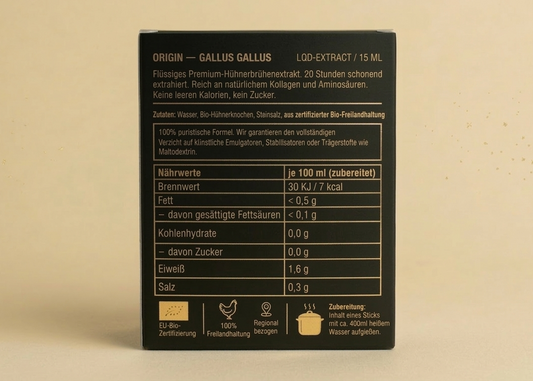 ORIGIN — GALLUS GALLUS LQD-EXTRACT / 15 ML
Flüssiges Premium-Hühnerbrühenextrakt. 20 Stunden schonend
extrahiert. Reich an natürlichem Kollagen und Aminosäuren.
Keine leeren Kalorien, kein Zucker.
Zutaten: Wasser, Bio-Hühnerknochen, Steinsalz, aus zertifizierter Bio-Freilandhaltung
100% puristische Formel. Wir garantieren den vollständigen
Verzicht auf künstliche Emulgatoren, Stabilisatoren oder Trägerstoffe wie
Maltodextrin.
Nährwerte je 100 ml (zubereitet)
Brennwert 30 KJ / 7 kcal
Fett < 0,5 g
– davon gesättigte Fettsäuren < 0,1 g
Kohlenhydrate 0,0 g
– davon Zucker 0,0 g
Eiweiß 1,6 g
Salz 0,3 g
EU-Bio-
Zertifizierung
100%
Freilandhaltung
Regional
bezogen
Zubereitung:
Inhalt eines Sticks
mit ca. 400ml heißem
Wasser aufgießen.